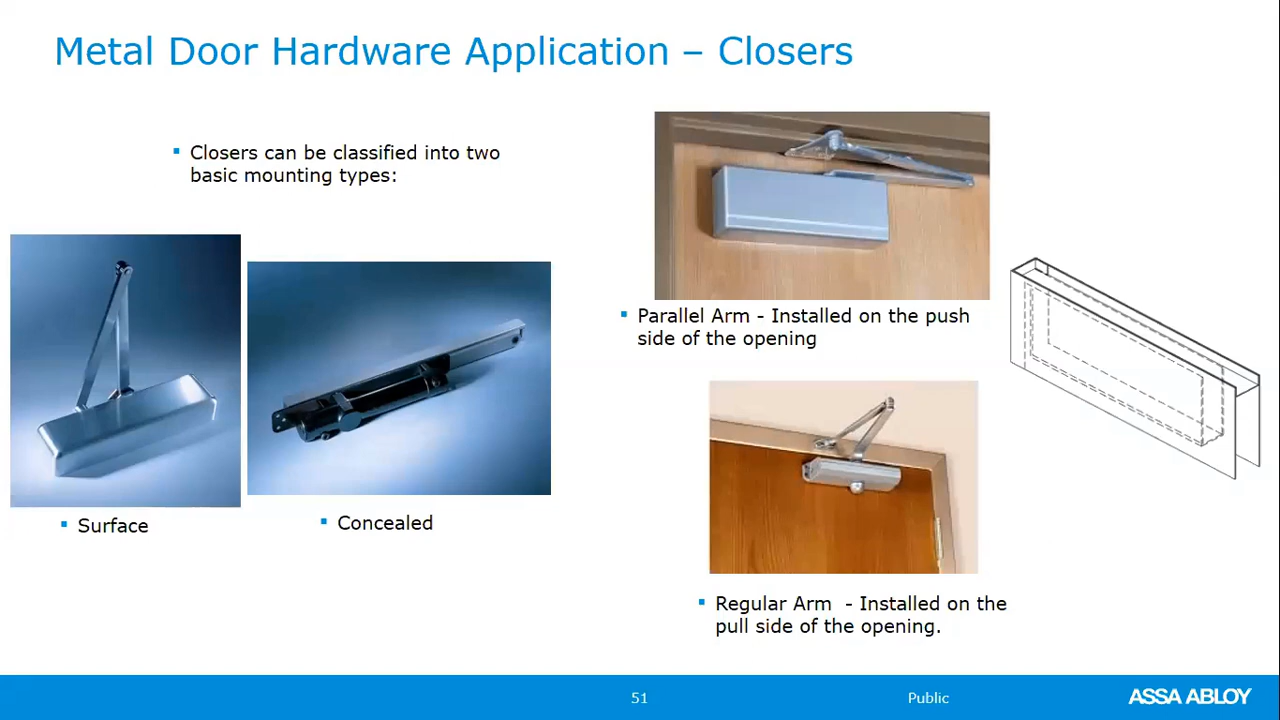 Metal Door Hardware Application – Closers
▪ Closers can be classified into two
basic mounting types:
▪ Surface
▪ Concealed
▪ Parallel Arm - Installed on the push
side of the opening
▪ Regular Arm  - Installed on the
pull side of the opening.
51
Public
ASSA ABLOY